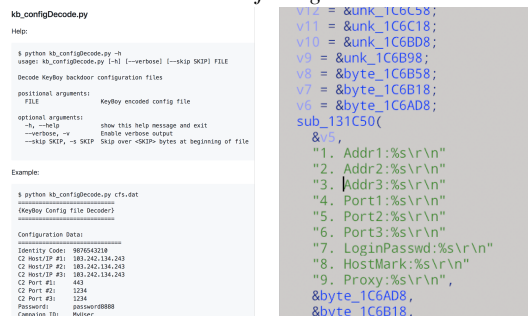 kb_configDecode.py
Help:
$ python kb_configDecode.py -h
usage: kb_configDecode.py [-h] [--verbose] [--skip SKIP] FILE
Decode KeyBoy backdoor configuration files
positional arguments:
FILE KeyBoy encoded config file
optional arguments:
-h, --help show this help message and exit
--verbose, -v Enable verbose output
--skip SKIP, -s SKIP Skip over <SKIP> bytes at beginning of file
Example:
$ python kb_configDecode.py cfs.dat
==============================
{KeyBoy Config file Decoder}
==============================
Configuration Data:
==============================
Identity Code: 9876543210
C2 Host/IP #1: 103.242.134.243
C2 Host/IP #2: 103.242.134.243
C2 Host/IP #3: 103.242.134.243
C2 Port #1: 443
C2 Port #2: 1234
C2 Port #3: 1234
Password: password8888
Campaign ID: MyUser
v12 = &unk_1C6C58;
v11 = &unk_1C6C18;
v10 = &unk_1C6BD8;
v9 = &unk_1C6B98;
v8 = &byte_1C6B58;
v7 = &byte_1C6B18;
v6 = &byte_1C6AD8;
sub_131C50(
&v5,
"1. Addr1:%s\r\n"
"2. Addr2:%s\r\n"
"3. Addr3:%s\r\n"
"4. Port1:%s\r\n"
"5. Port2:%s\r\n"
"6. Port3:%s\r\n"
"7. LoginPasswd:%s\r\n"
"8. HostMark:%s\r\n"
"9. Proxy:%s\r\n",
&byte_1C6AD8,
&byte_1C6B18,